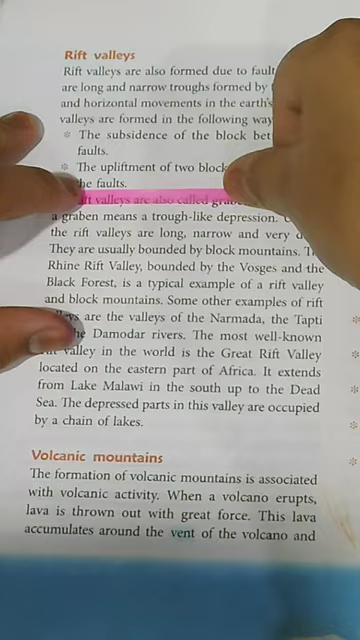 Rift valleys
Rift valleys are also formed due to fault
are long and narrow troughs formed by
and horizontal movements in the earth's
valleys are formed in the following way
* The subsidence of the block bet
faults.
* The upliftment of two block
the faults.
valleys are also called
a graben means a trough-like depression.
the rift valleys are long, narrow and very
They are usually bounded by block mountains.
Rhine Rift Valley, bounded by the Vosges and the
Black Forest, is a typical example of a rift valley
and block mountains. Some other examples of rift
are the valleys of the Narmada, the Tapti
the Damodar rivers. The most well-known
valley in the world is the Great Rift Valley
located on the eastern part of Africa. It extends
from Lake Malawi in the south up to the Dead
Sea. The depressed parts in this valley are occupied
by a chain of lakes.
Volcanic mountains
The formation of volcanic mountains is associated
with volcanic activity. When a volcano erupts,
lava is thrown out with great force. This lava
accumulates around the vent of the volcano and